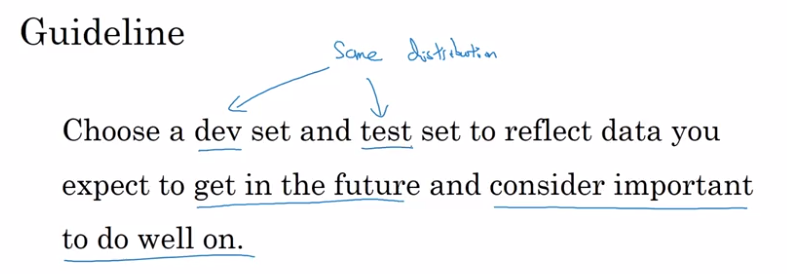 Guideline
Same distribution
Choose a dev set and test set to reflect data you
expect to get in the future and consider important
to do well on.